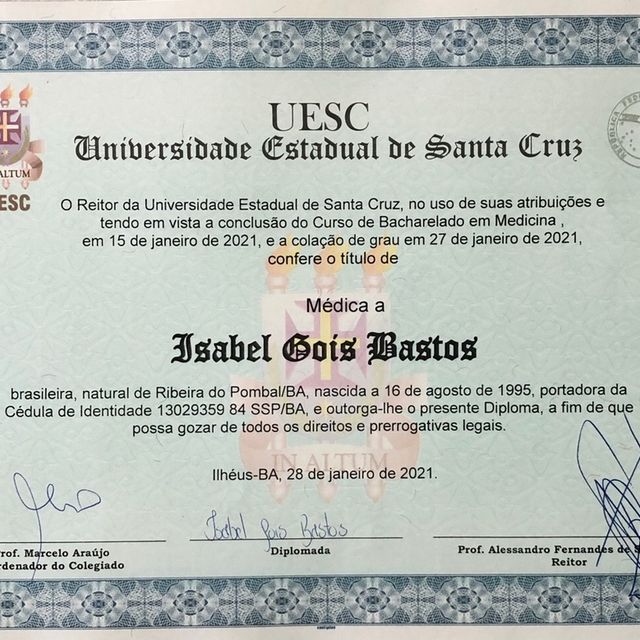 UESC
Universidade Estadual de Santa Cruz
ALTUM
ESC
O Reitor da Universidade Estadual de Santa Cruz, no uso de suas atribuições e
tendo em vista a conclusão do Curso de Bacharelado em Medicina ,
em 15 de janeiro de 2021, e a colação de grau em 27 de janeiro de 2021,
confere o título de
Médica a
Isabel Gois Bastos
brasileira, natural de Ribeira do Pombal/BA, nascida a 16 de agosto de 1995, portadora da
Cédula de Identidade 13029359 84 SSP/BA, e outorga-lhe o presente Diploma, a fim de que
possa gozar de todos os direitos e prerrogativas legais.
IN ALTUM
Ilhéus-BA, 28 de janeiro de 2021.
Isabel Gois Bastos
rof. Marcelo Araújo
rdenador do Colegiado
Diplomada
Prof. Alessandro Fernandes de S
Reitor